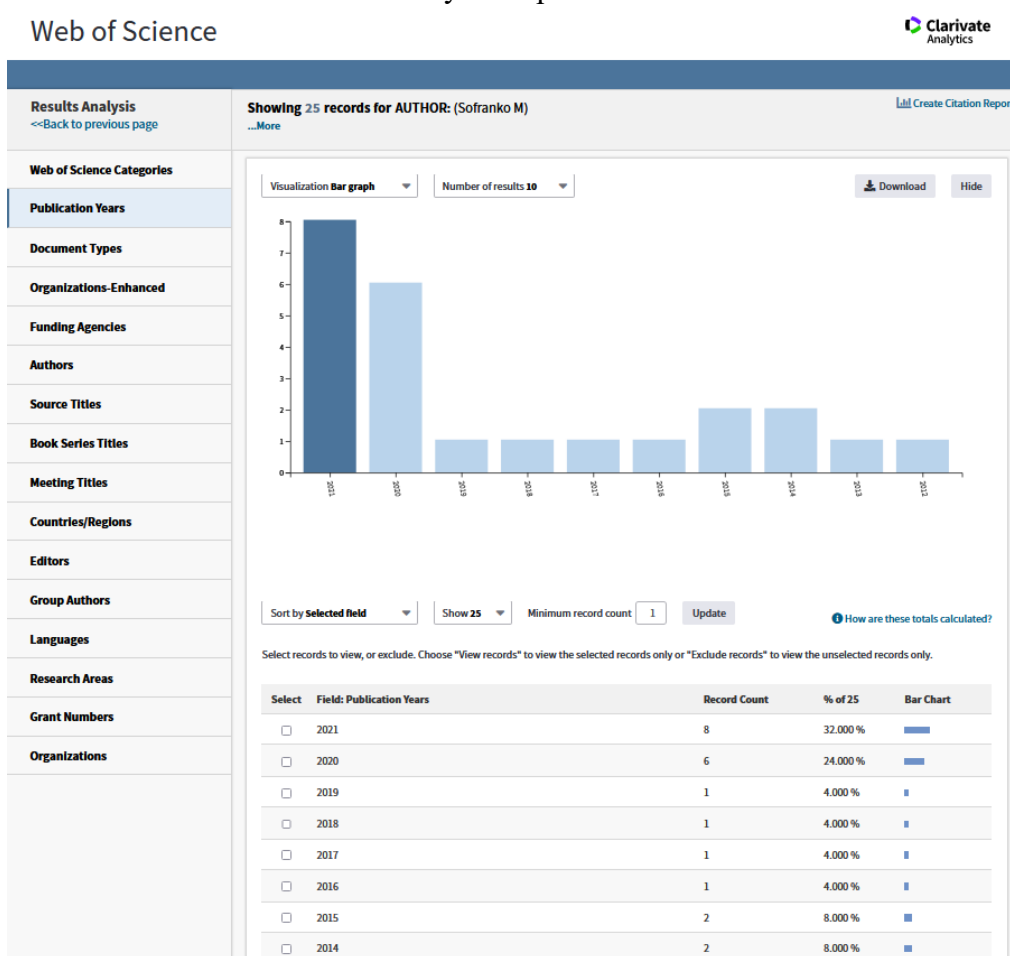 Web of Science
Clarivate
Analytics
Results Analysis
<<Back to previous page
Showing 25 records for AUTHOR: (Sofranko M)
...More
Create Citation Repor
Web of Science Categories
Publication Years
Document Types
Organizations-Enhanced
Funding Agencies
Authors
Source Titles
Book Series Titles
Meeting Titles
Countries/Regions
Editors
Group Authors
Languages
Research Areas
Grant Numbers
Organizations
Visualization Bar graph
Number of results 10
Download
Hide
8
7
6
5
4
3
2
1
0
2021
2020
2019
2018
2017
2016
2015
2014
2013
2012
Sort by Selected field
Show 25
Minimum record count 1
Update
How are these totals calculated?
Select records to view, or exclude. Choose "View records" to view the selected records only or "Exclude records" to view the unselected records only.
Select Field: Publication Years Record Count % of 25 Bar Chart
2021 8 32.000 %
2020 6 24.000 %
2019 1 4.000 %
2018 1 4.000 %
2017 1 4.000 %
2016 1 4.000 %
2015 2 8.000 %
2014 2 8.000 %